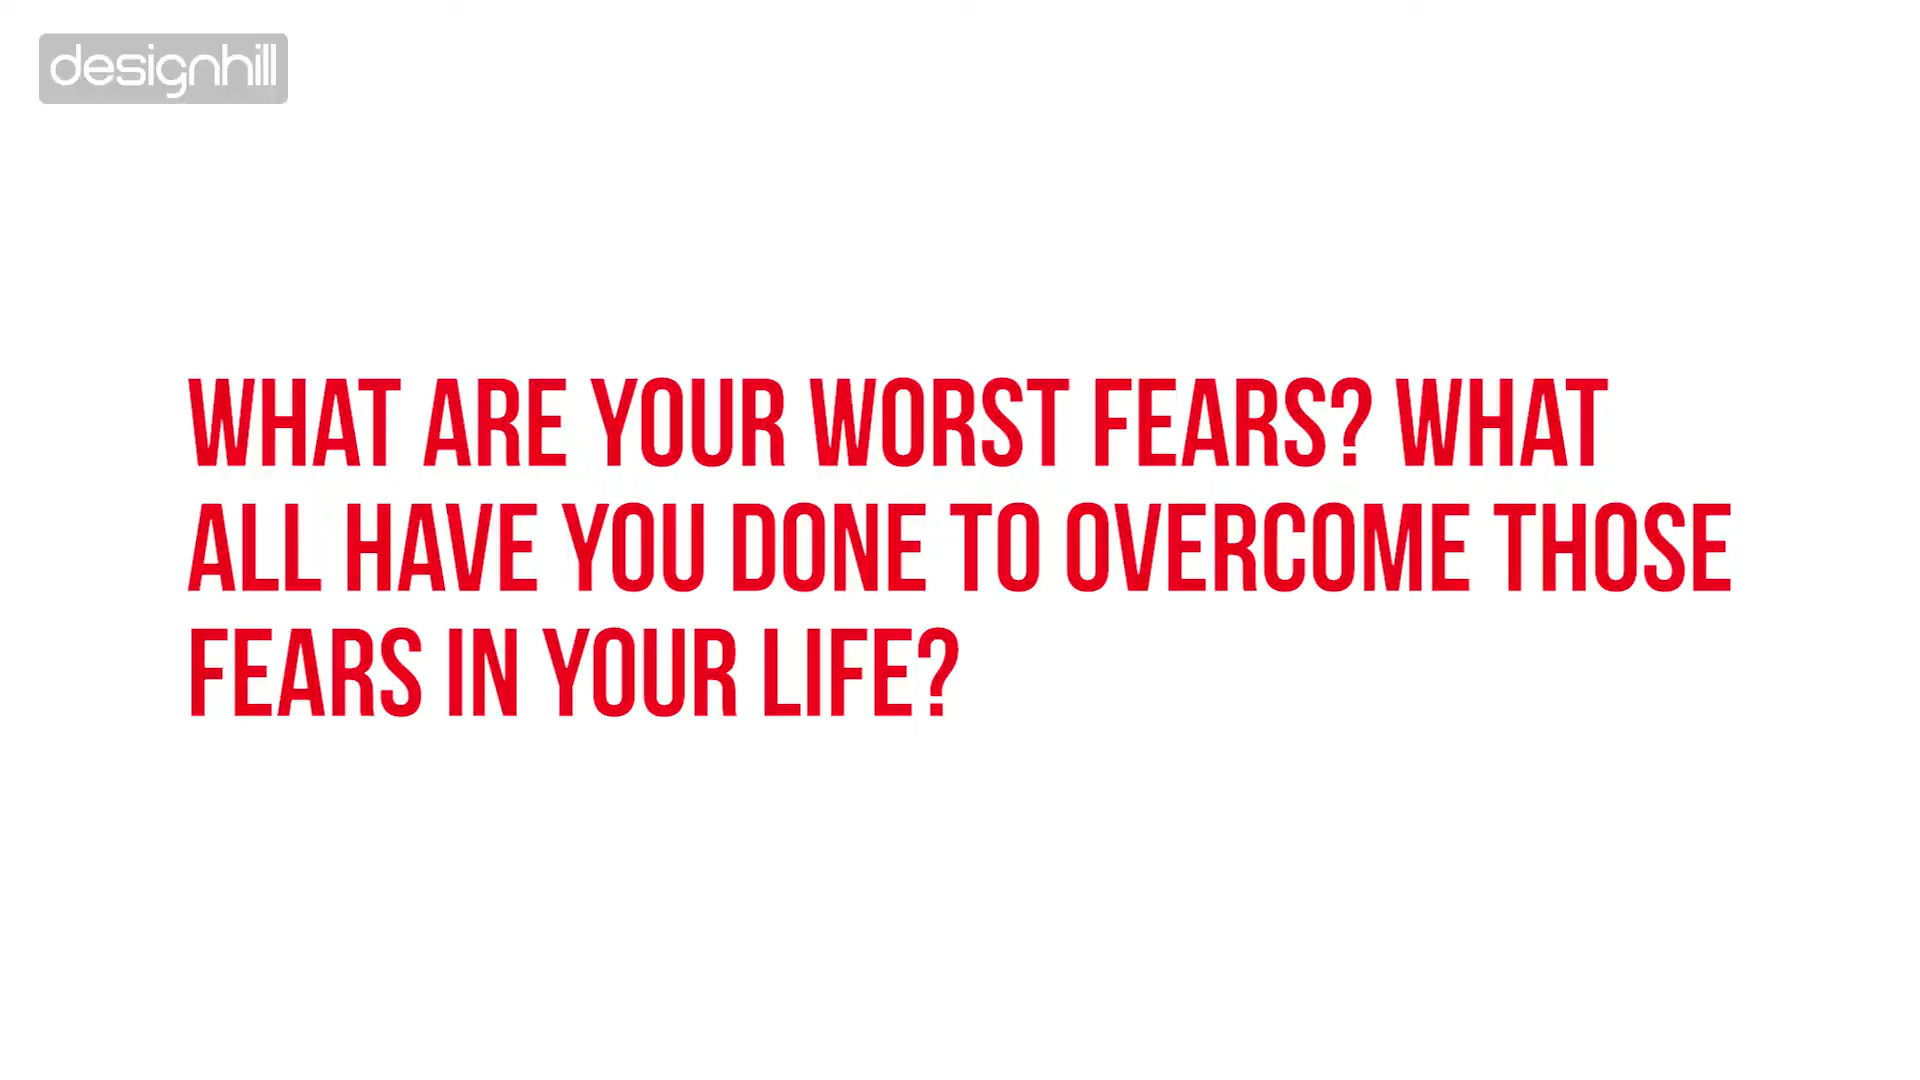 designhill
WHAT ARE YOUR WORST FEARS? WHAT
ALL HAVE YOU DONE TO OVERCOME THOSE
FEARS IN YOUR LIFE?